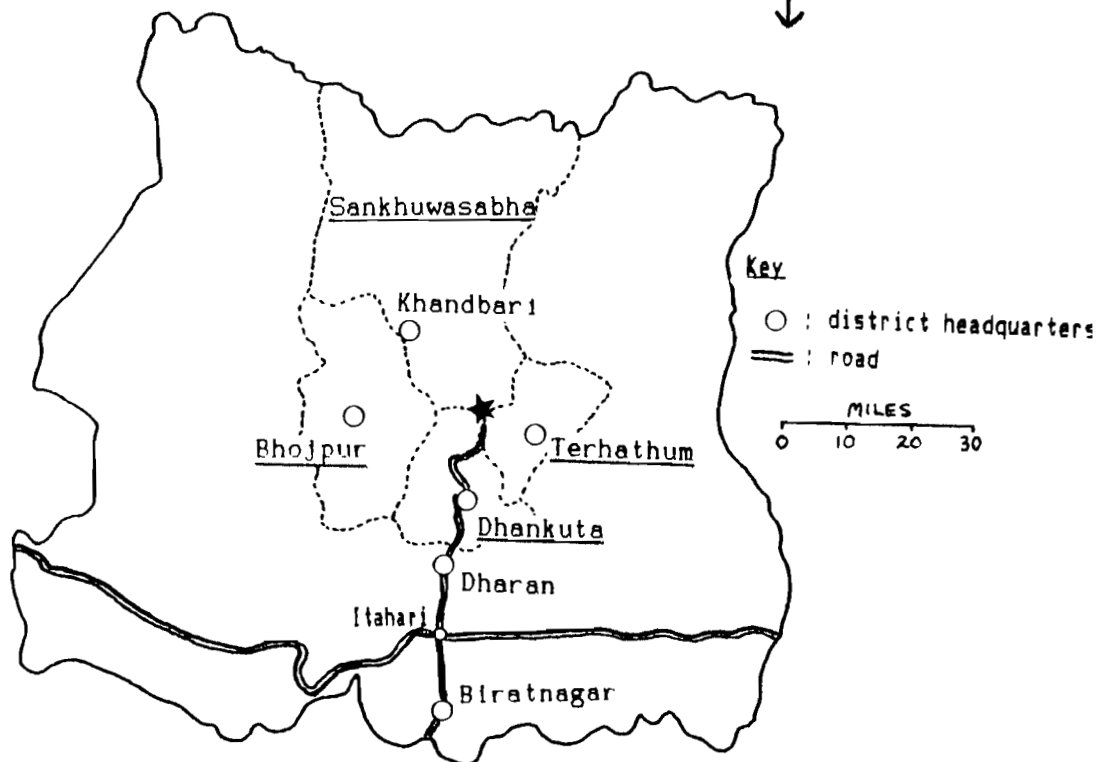 Sankhuwasabha
Khandbari
Key
: district headquarters
: road
MILES
0 10 20 30
Bhojpur
Terhathum
Dhankuta
Dharan
Itahari
Biratnagar